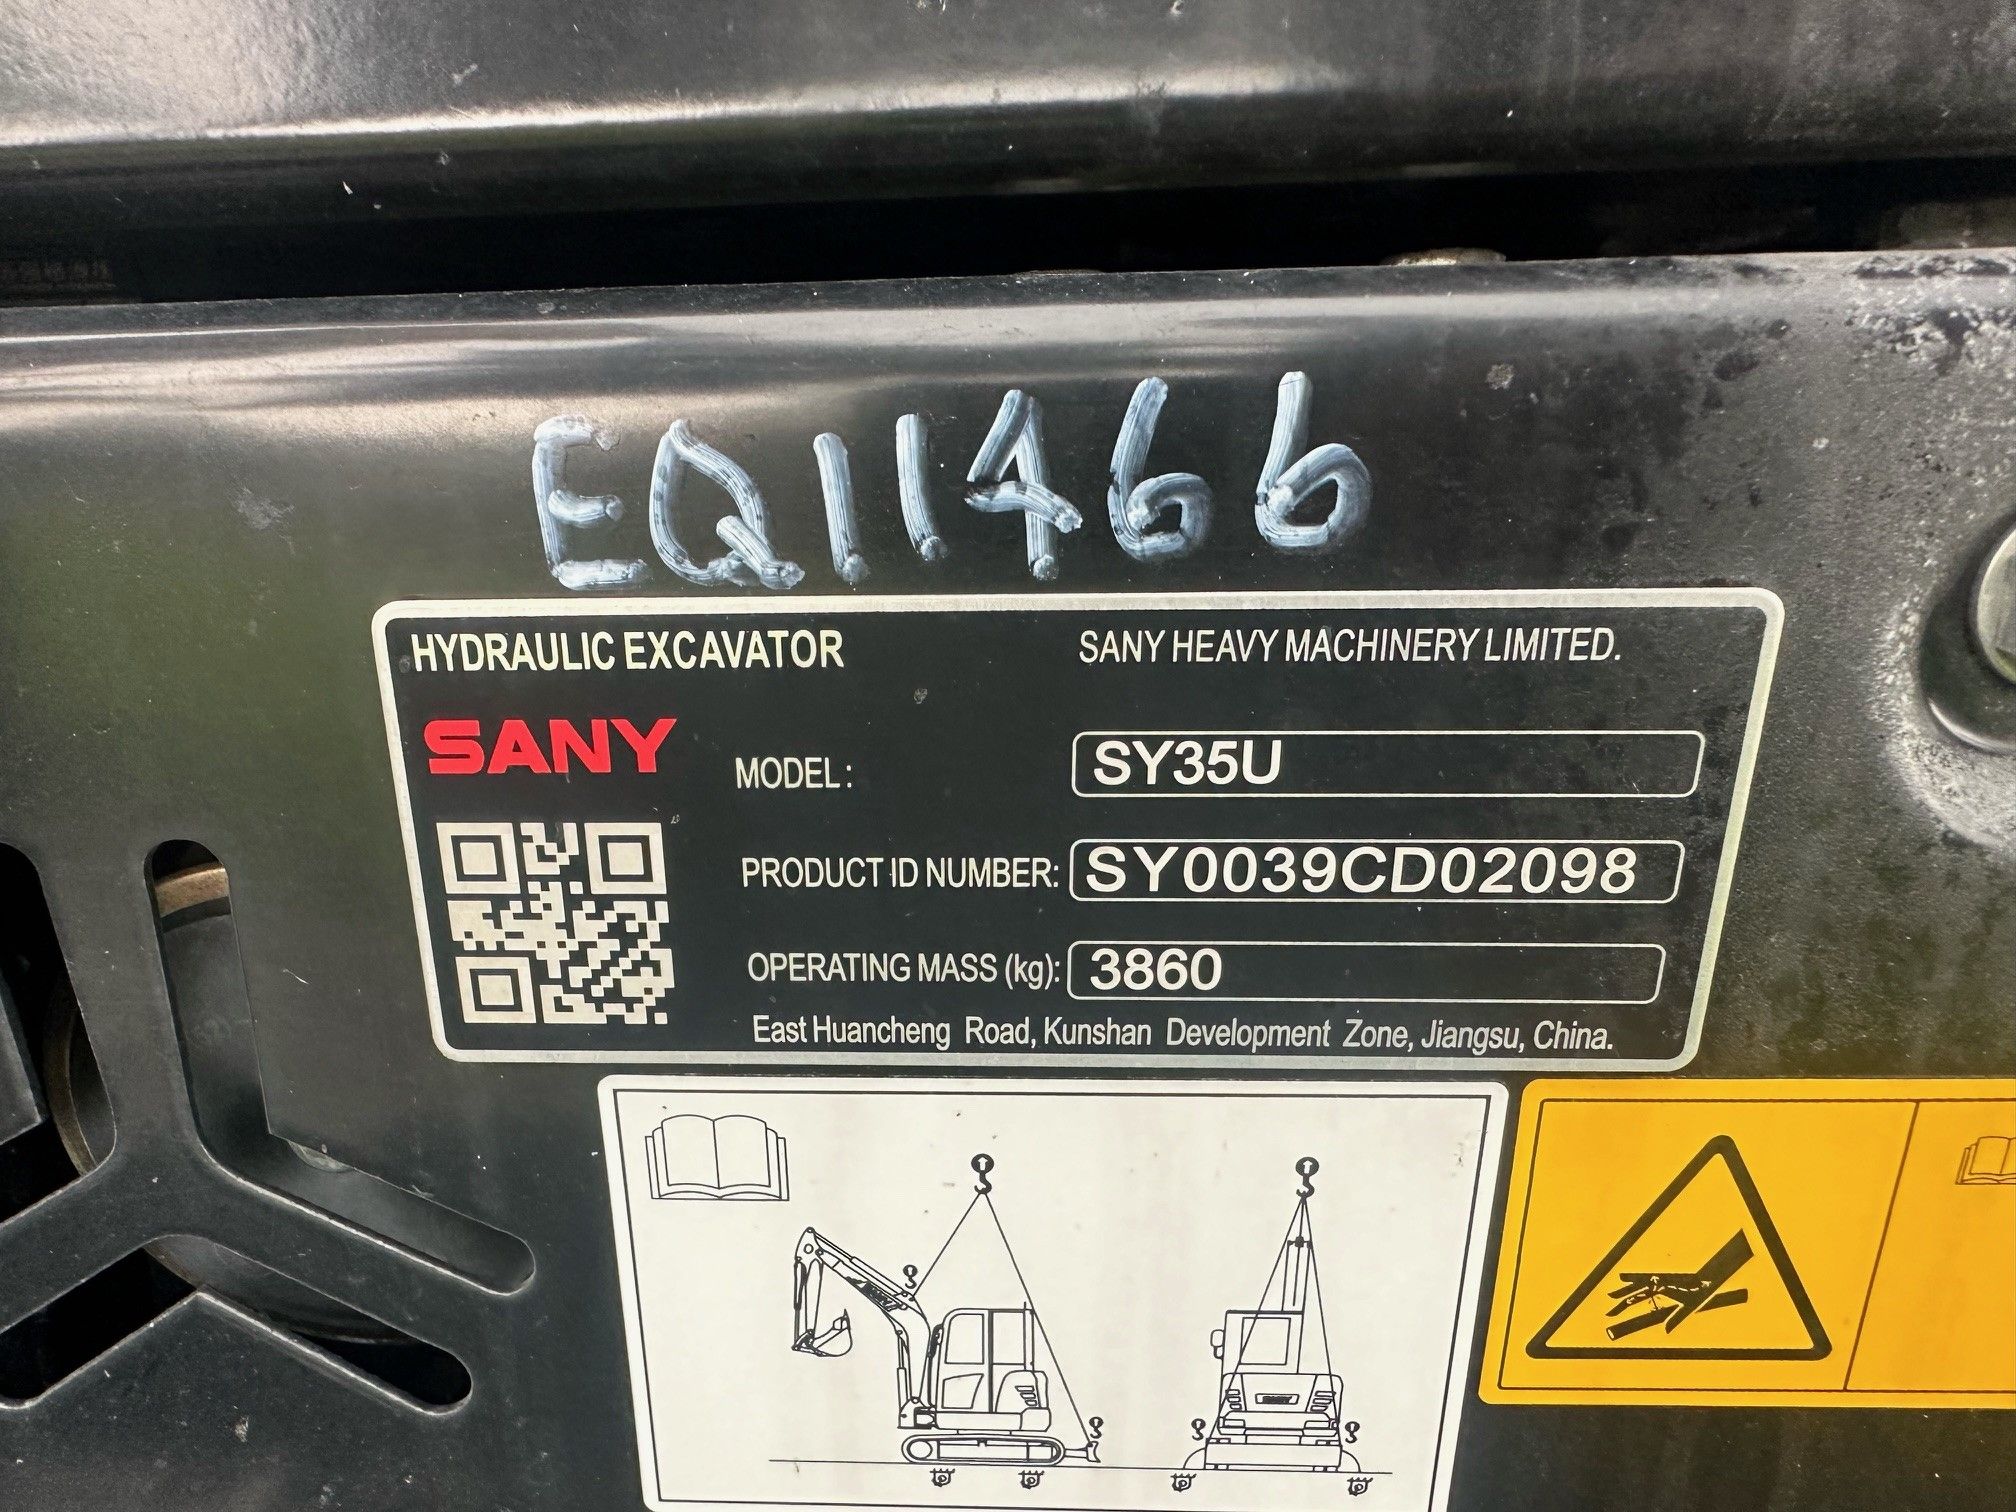 EQ11466
HYDRAULIC EXCAVATOR
SANY HEAVY MACHINERY LIMITED.
SANY
MODEL: SY35U
PRODUCT ID NUMBER: SY0039CD02098
OPERATING MASS (kg): 3860
East Huancheng Road, Kunshan Development Zone, Jiangsu, China.